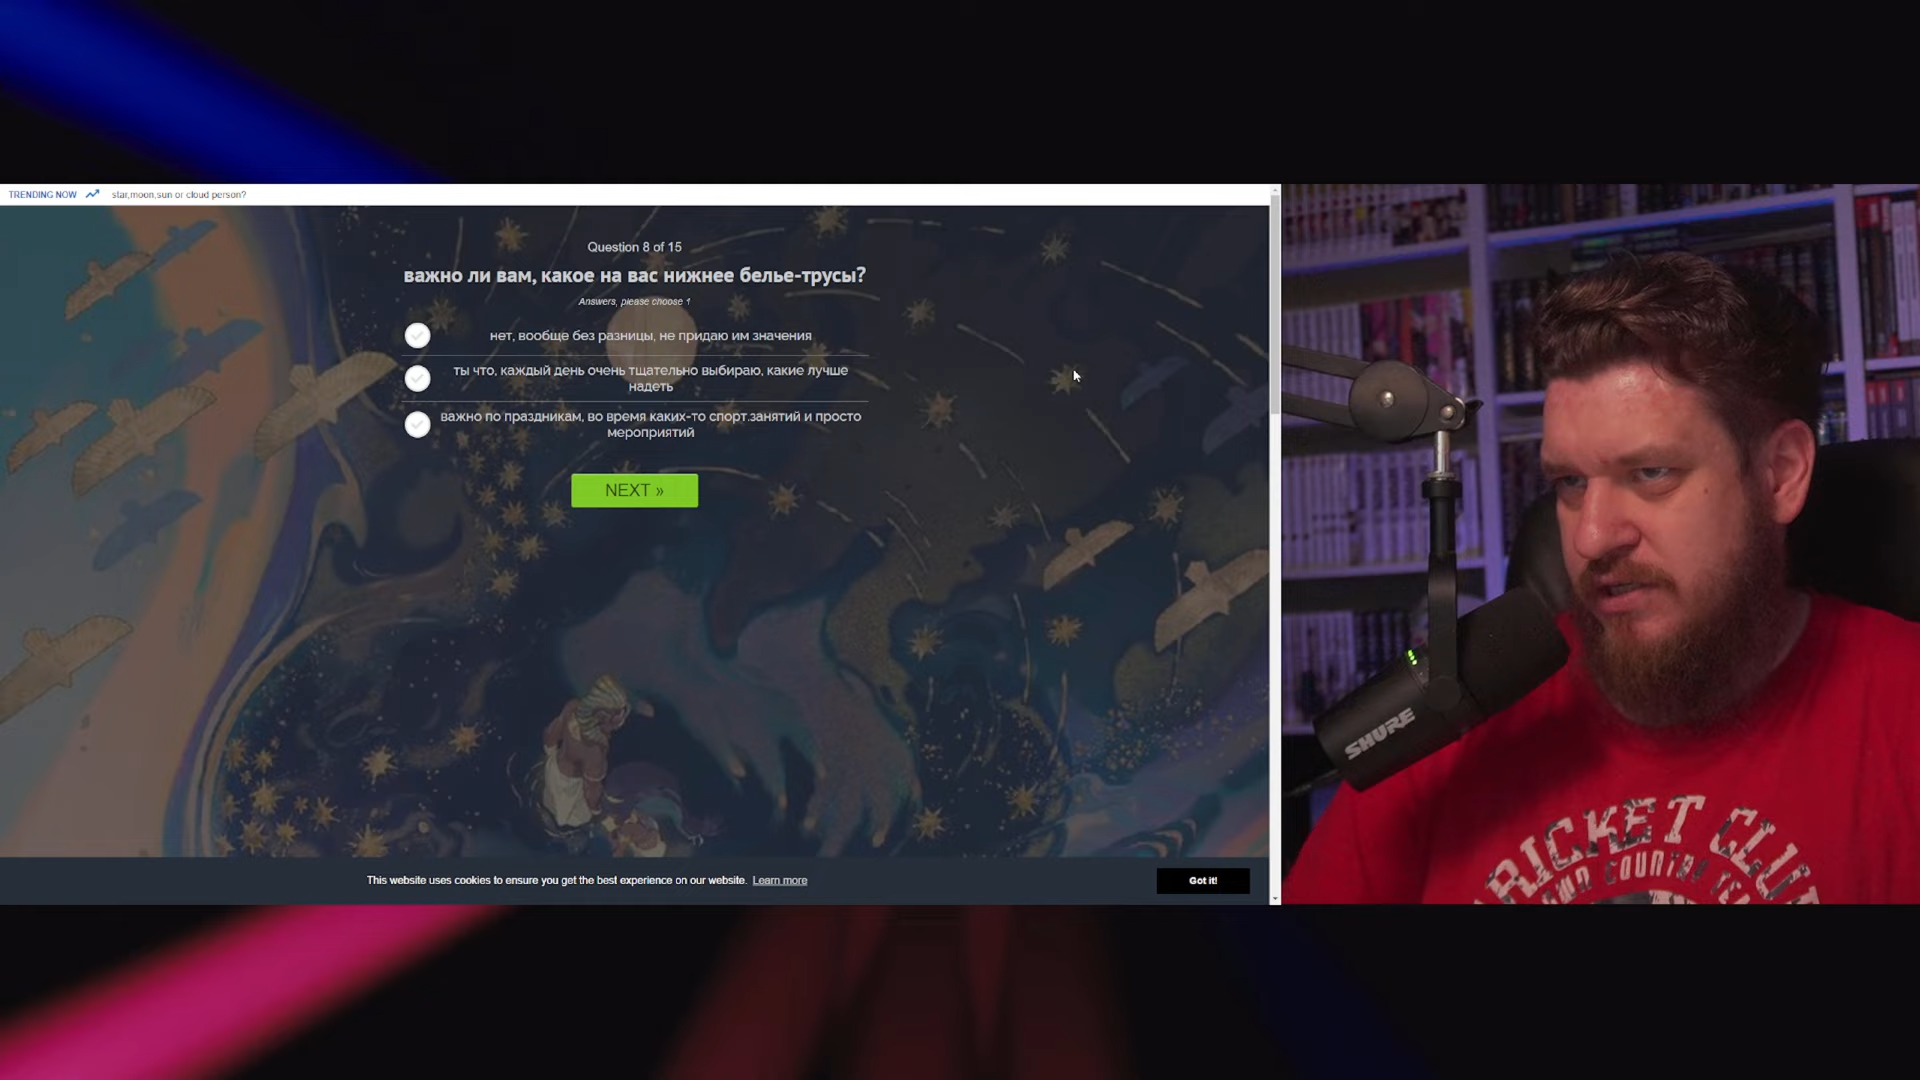 TRENDING NOW star,moon,sun or cloud person?
Question 8 of 15
важно ли вам, какое на вас нижнее белье-трусы?
Answers, please choose 1
нет, вообще без разницы, не придаю им значения
ты что, каждый день очень тщательно выбираю, какие лучше
надеть
важно по праздникам, во время каких-то спорт.занятий и просто
мероприятий
NEXT »
This website uses cookies to ensure you get the best experience on our website. Learn more
Got it!
SHURE
RICKET CLU
COUNTRY